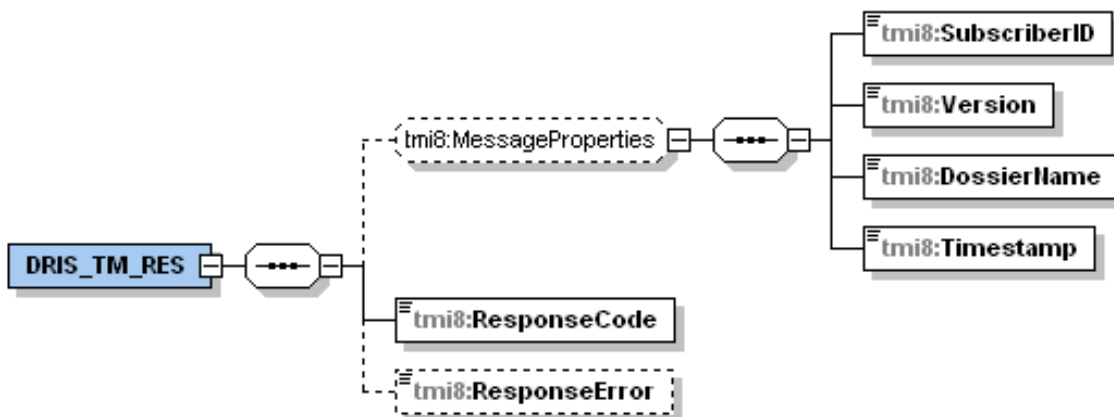 tmi8:SubscriberID
tmi8:Version
tmi8:MessageProperties
tmi8:DossierName
tmi8:Timestamp
DRIS_TM_RES
tmi8:ResponseCode
tmi8:ResponseError